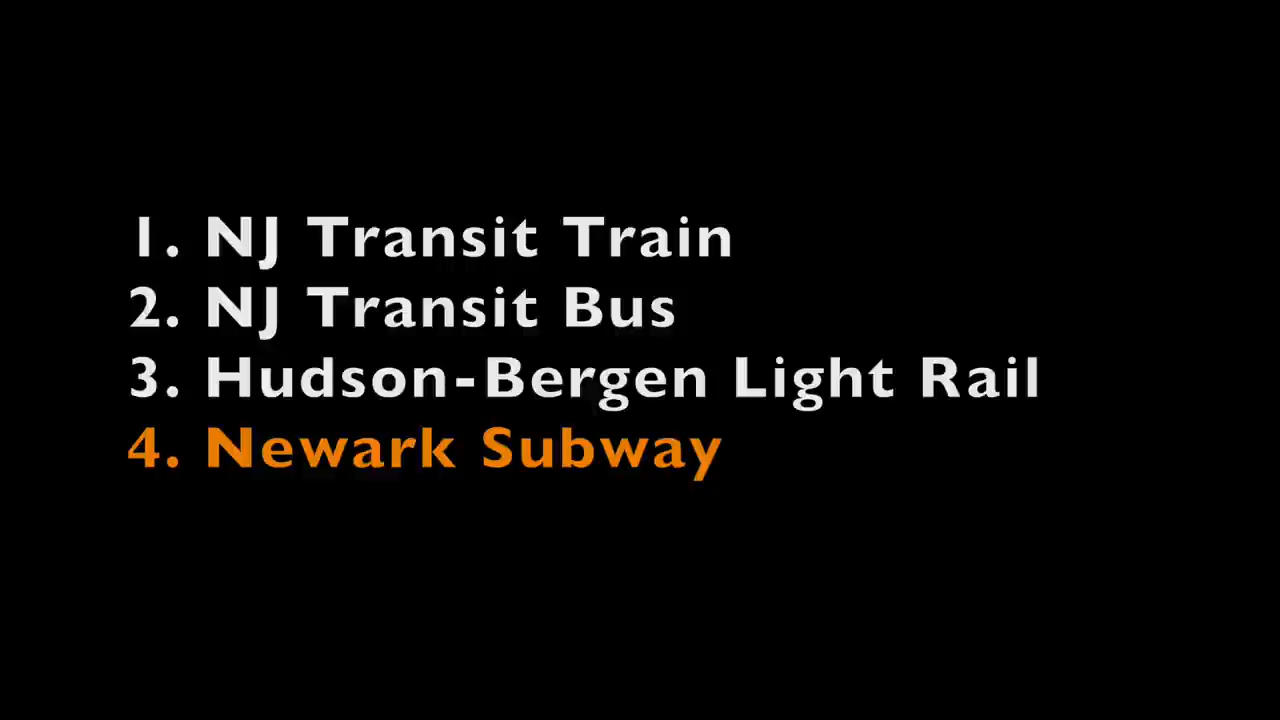 1. NJ Transit Train
2. NJ Transit Bus
3. Hudson-Bergen Light Rail
4. Newark Subway